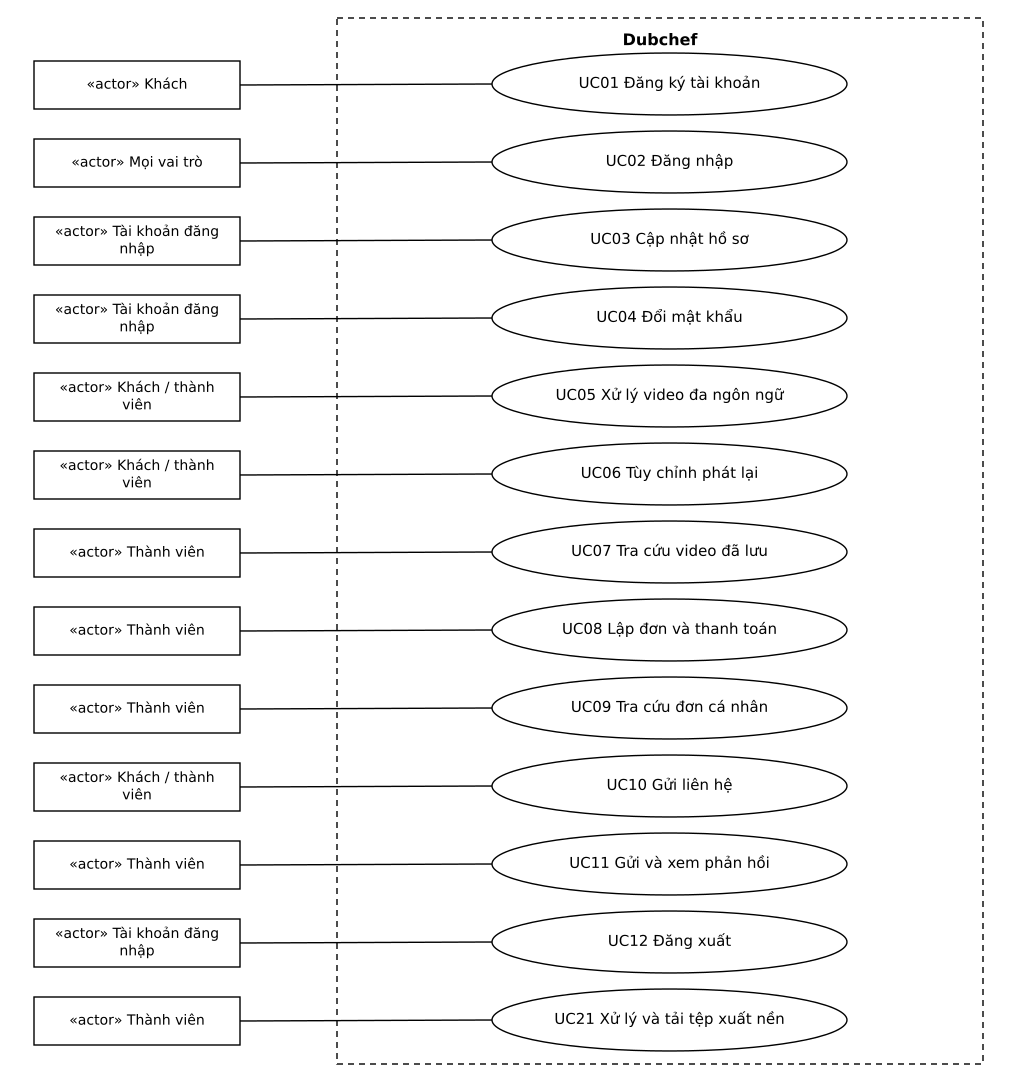 Dubchef
«actor» Khách
UC01 Đăng ký tài khoản
«actor» Mọi vai trò
UC02 Đăng nhập
«actor» Tài khoản đăng
nhập
UC03 Cập nhật hồ sơ
«actor» Tài khoản đăng
nhập
UC04 Đổi mật khẩu
«actor» Khách / thành
viên
UC05 Xử lý video đa ngôn ngữ
«actor» Khách / thành
viên
UC06 Tùy chỉnh phát lại
«actor» Thành viên
UC07 Tra cứu video đã lưu
«actor» Thành viên
UC08 Lập đơn và thanh toán
«actor» Thành viên
UC09 Tra cứu đơn cá nhân
«actor» Khách / thành
viên
UC10 Gửi liên hệ
«actor» Thành viên
UC11 Gửi và xem phản hồi
«actor» Tài khoản đăng
nhập
UC12 Đăng xuất
«actor» Thành viên
UC21 Xử lý và tải tệp xuất nền